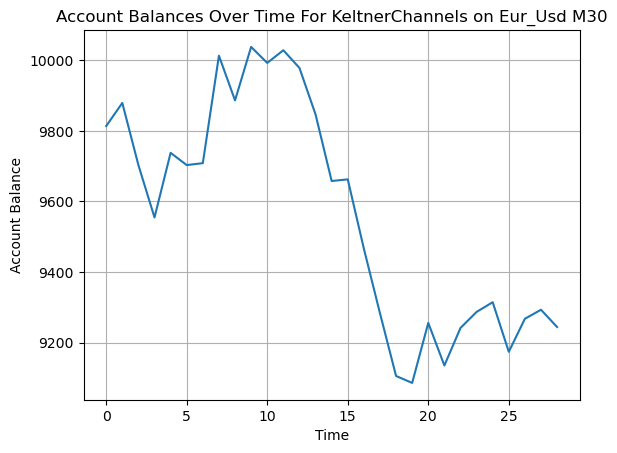 Account Balances Over Time For KeltnerChannels on Eur_Usd M30
10000
9800
9600
9400
9200
Account Balance
0 5 10 15 20 25
Time